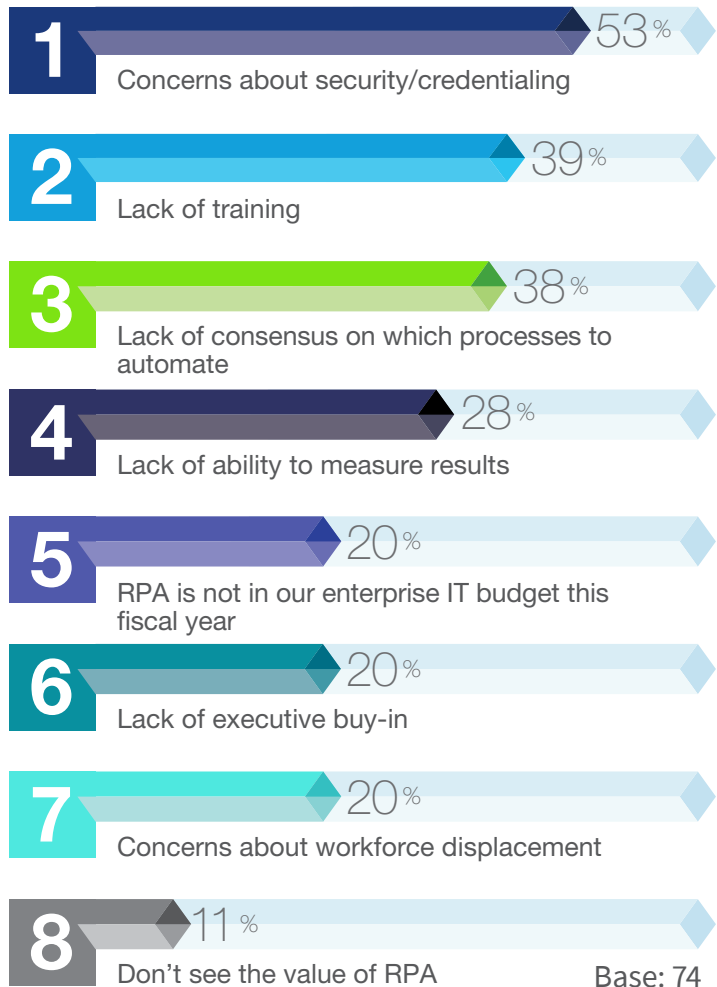 1
53%
Concerns about security/credentialing
2
39%
Lack of training
3
38%
Lack of consensus on which processes to
automate
4
28%
Lack of ability to measure results
5
20%
RPA is not in our enterprise IT budget this
fiscal year
6
20%
Lack of executive buy-in
7
20%
Concerns about workforce displacement
8
11%
Don’t see the value of RPA
Base: 74